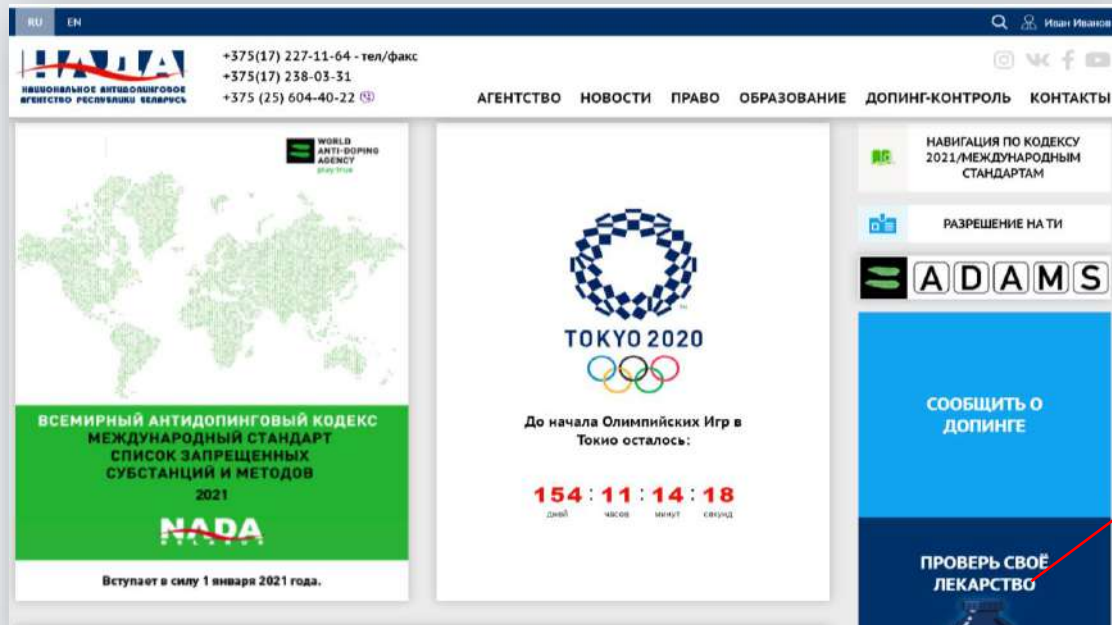 RU EN
Иван Иванов
НАДА
НАЦИОНАЛЬНОЕ АНТИДОПИНГОВОЕ
АГЕНТСТВО РЕСПУБЛИКИ БЕЛАРУСЬ
+375(17) 227-11-64 - тел/факс
+375(17) 238-03-31
+375 (25) 604-40-22
АГЕНТСТВО НОВОСТИ ПРАВО ОБРАЗОВАНИЕ ДОПИНГ-КОНТРОЛЬ КОНТАКТЫ
WORLD
ANTI-DOPING
AGENCY
play true
ВСЕМИРНЫЙ АНТИДОПИНГОВЫЙ КОДЕКС
МЕЖДУНАРОДНЫЙ СТАНДАРТ
СПИСОК ЗАПРЕЩЕННЫХ
СУБСТАНЦИЙ И МЕТОДОВ
2021
NADA
BELARUS
Вступает в силу 1 января 2021 года.
TOKYO 2020
До начала Олимпийских Игр в
Токио осталось:
154 : 11 : 14 : 18
дней часов минут секунд
НАВИГАЦИЯ ПО КОДЕКСУ
2021/МЕЖДУНАРОДНЫМ
СТАНДАРТАМ
РАЗРЕШЕНИЕ НА ТИ
ADAMS
СООБЩИТЬ О
ДОПИНГЕ
ПРОВЕРЬ СВОЁ
ЛЕКАРСТВО